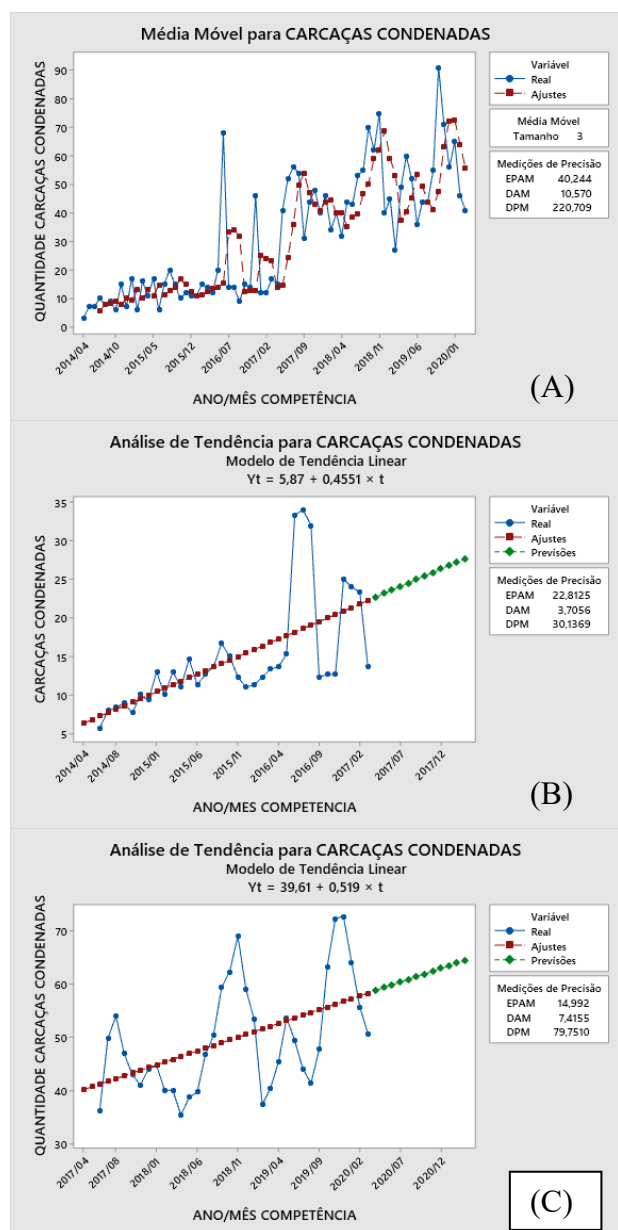 Média Móvel para CARCAÇAS CONDENADAS
QUANTIDADE CARCAÇAS CONDENADAS
90
80
70
60
50
40
30
20
10
0
2014/04
2014/10
2015/05
2015/12
2016/07
2017/02
2017/09
2018/04
2018/11
2019/06
2020/01
ANO/MÊS COMPETÊNCIA
Variável
Real
Ajustes
Média Móvel
Tamanho 3
Medições de Precisão
EPAM 40,244
DAM 10,570
DPM 220,709
(A)
Análise de Tendência para CARCAÇAS CONDENADAS
Modelo de Tendência Linear
Yt = 5,87 + 0,4551 × t
CARCAÇAS CONDENADAS
35
30
25
20
15
10
5
2014/04
2014/08
2015/01
2015/06
2015/11
2016/04
2016/09
2017/02
2017/07
2017/12
ANO/MES COMPETENCIA
Variável
Real
Ajustes
Previsões
Medições de Precisão
EPAM 22,8125
DAM 3,7056
DPM 30,1369
(B)
Análise de Tendência para CARCAÇAS CONDENADAS
Modelo de Tendência Linear
Yt = 39,61 + 0,519 × t
QUANTIDADE CARCAÇAS CONDENADAS
70
60
50
40
30
2017/04
2017/08
2018/01
2018/06
2018/11
2019/04
2019/09
2020/02
2020/07
2020/12
ANO/MÊS COMPETÊNCIA
Variável
Real
Ajustes
Previsões
Medições de Precisão
EPAM 14,992
DAM 7,4155
DPM 79,7510
(C)